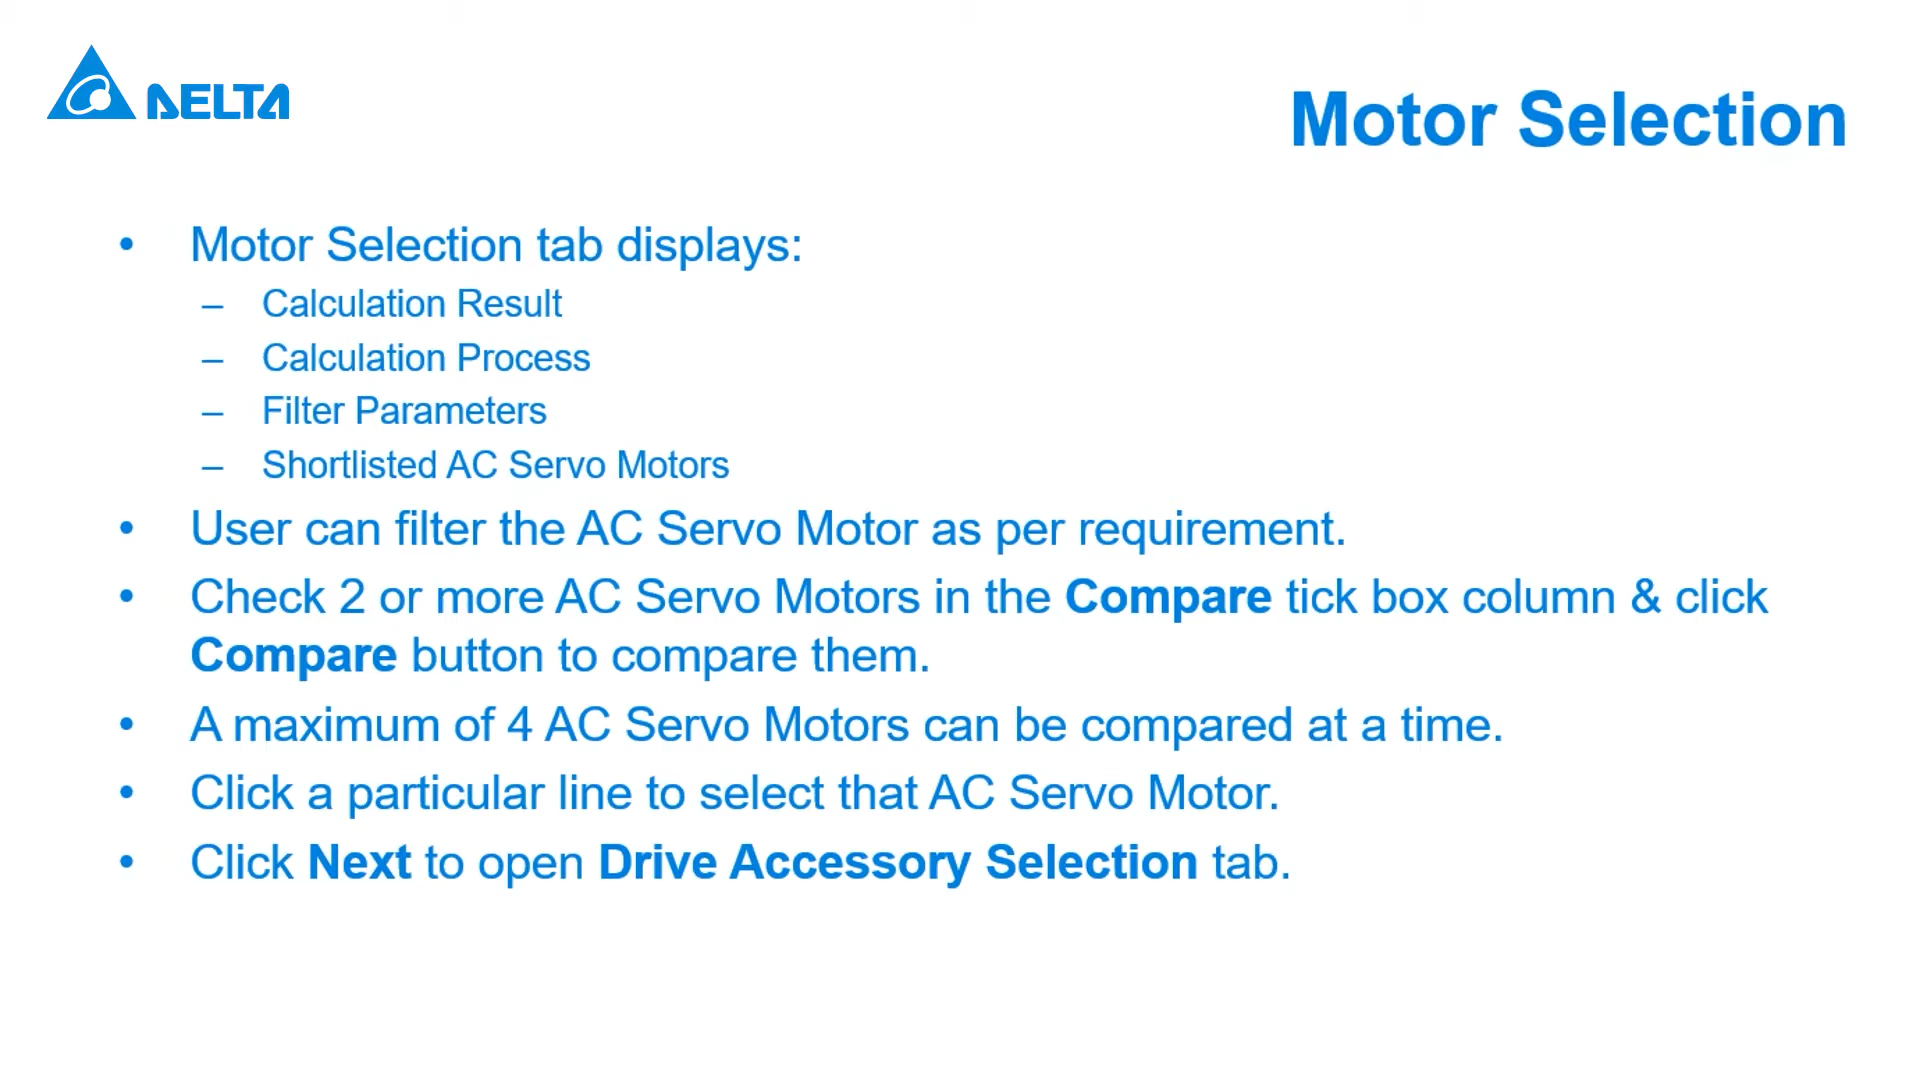 DELTA
Motor Selection
• Motor Selection tab displays:
– Calculation Result
– Calculation Process
– Filter Parameters
– Shortlisted AC Servo Motors
• User can filter the AC Servo Motor as per requirement.
• Check 2 or more AC Servo Motors in the Compare tick box column & click
Compare button to compare them.
• A maximum of 4 AC Servo Motors can be compared at a time.
• Click a particular line to select that AC Servo Motor.
• Click Next to open Drive Accessory Selection tab.